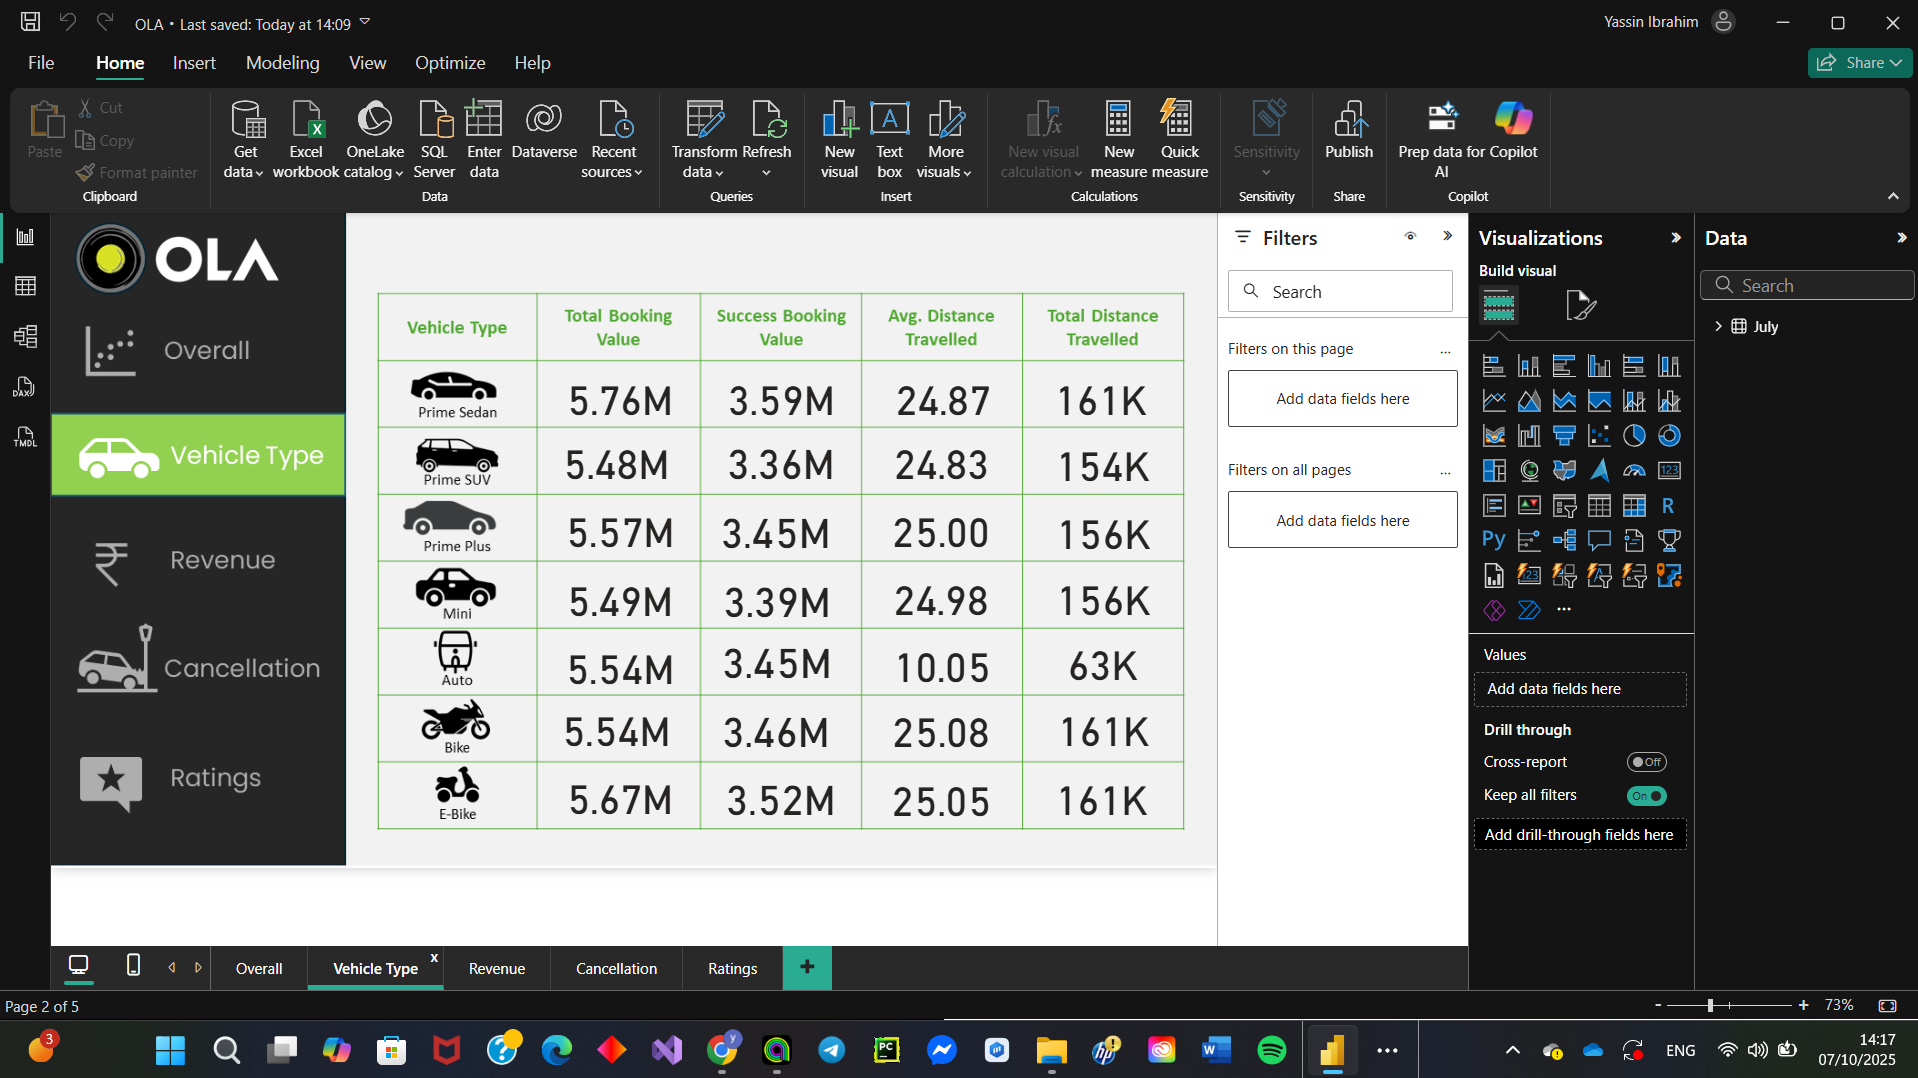 OLA • Last saved: Today at 14:09
Yassin Ibrahim
File Home Insert Modeling View Optimize Help
Share
Paste
Cut
Copy
Format painter
Clipboard
Get data
Excel workbook
OneLake catalog
SQL Server
Enter data
Dataverse
Recent sources
Data
Transform data
Refresh
Queries
New visual
Text box
More visuals
Insert
New visual calculation
New measure
Quick measure
Calculations
Sensitivity
Sensitivity
Publish
Share
Prep data for AI
Copilot
Copilot
DAX
TMDL
OLA
Overall
Vehicle Type
Revenue
Cancellation
Ratings
Vehicle Type Total Booking Value Success Booking Value Avg. Distance Travelled Total Distance Travelled
Prime Sedan 5.76M 3.59M 24.87 161K
Prime SUV 5.48M 3.36M 24.83 154K
Prime Plus 5.57M 3.45M 25.00 156K
Mini 5.49M 3.39M 24.98 156K
Auto 5.54M 3.45M 10.05 63K
Bike 5.54M 3.46M 25.08 161K
E-Bike 5.67M 3.52M 25.05 161K
Filters
Search
Filters on this page
Add data fields here
Filters on all pages
Add data fields here
Visualizations
Build visual
123
R
Py
123
Values
Add data fields here
Drill through
Cross-report Off
Keep all filters On
Add drill-through fields here
Data
Search
July
Overall Vehicle Type x Revenue Cancellation Ratings +
Page 2 of 5
- + 73%
3
PC
ENG
14:17
07/10/2025